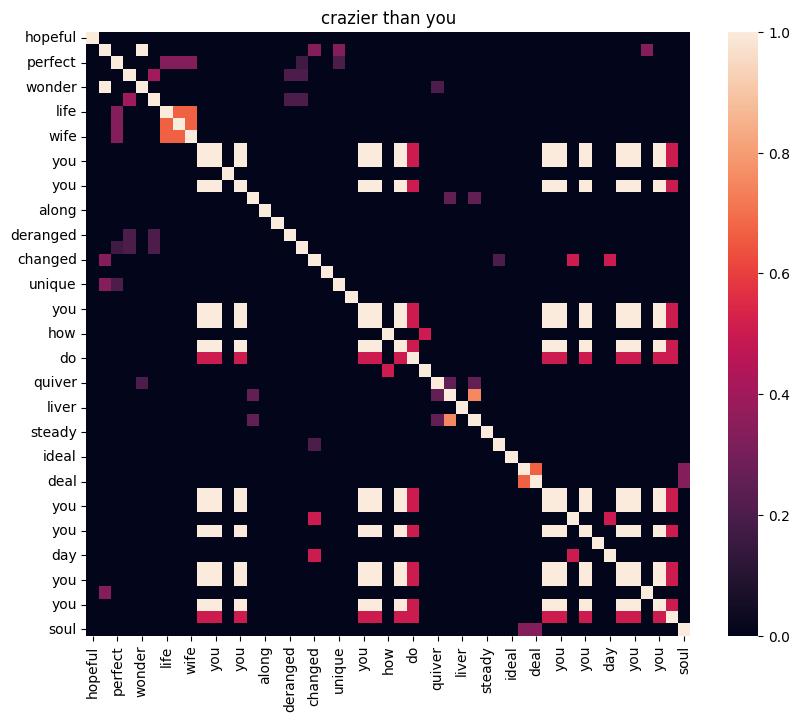 crazier than you
hopeful
perfect
wonder
life
wife
you
you
along
deranged
changed
unique
you
how
do
quiver
liver
steady
ideal
deal
you
you
day
you
you
soul
1.0
0.8
0.6
0.4
0.2
0.0
hopeful
perfect
wonder
life
wife
you
you
along
deranged
changed
unique
you
how
do
quiver
liver
steady
ideal
deal
you
you
day
you
you
soul